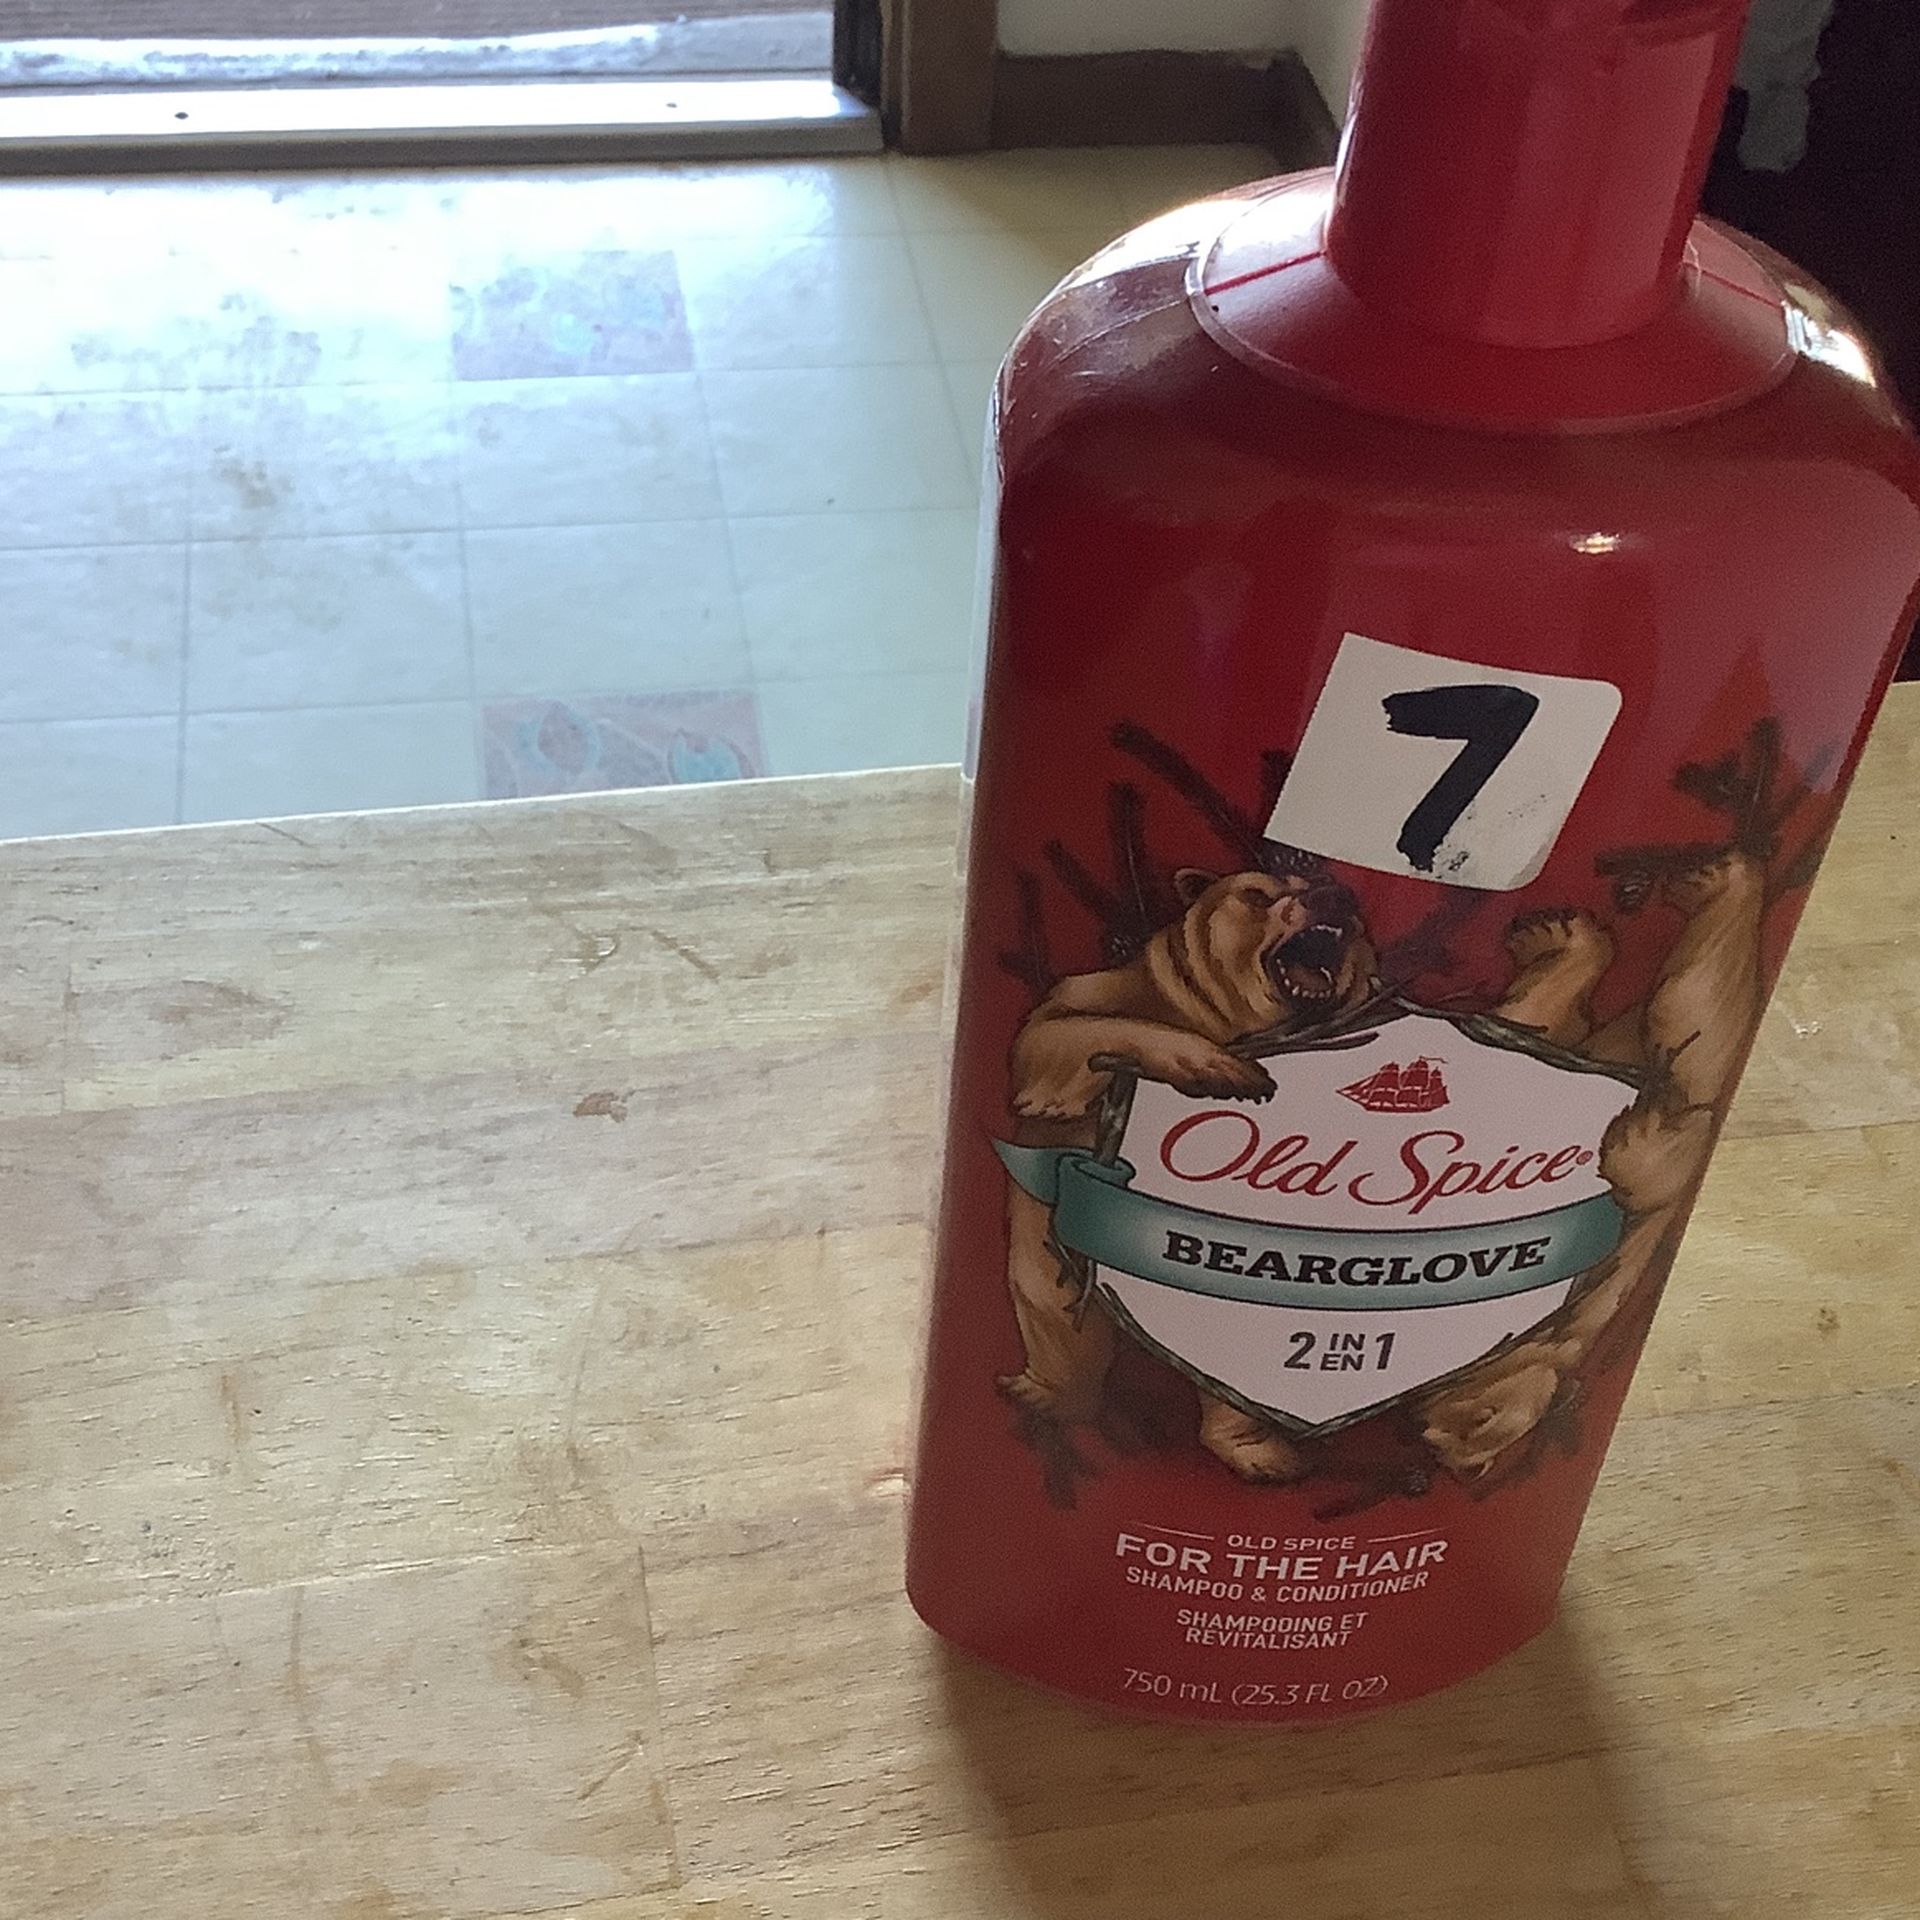 7
Old Spice®
BEARGLOVE
2 IN EN 1
OLD SPICE
FOR THE HAIR
SHAMPOO & CONDITIONER
SHAMPOOING ET
REVITALISANT
750 mL (25.3 FL OZ)